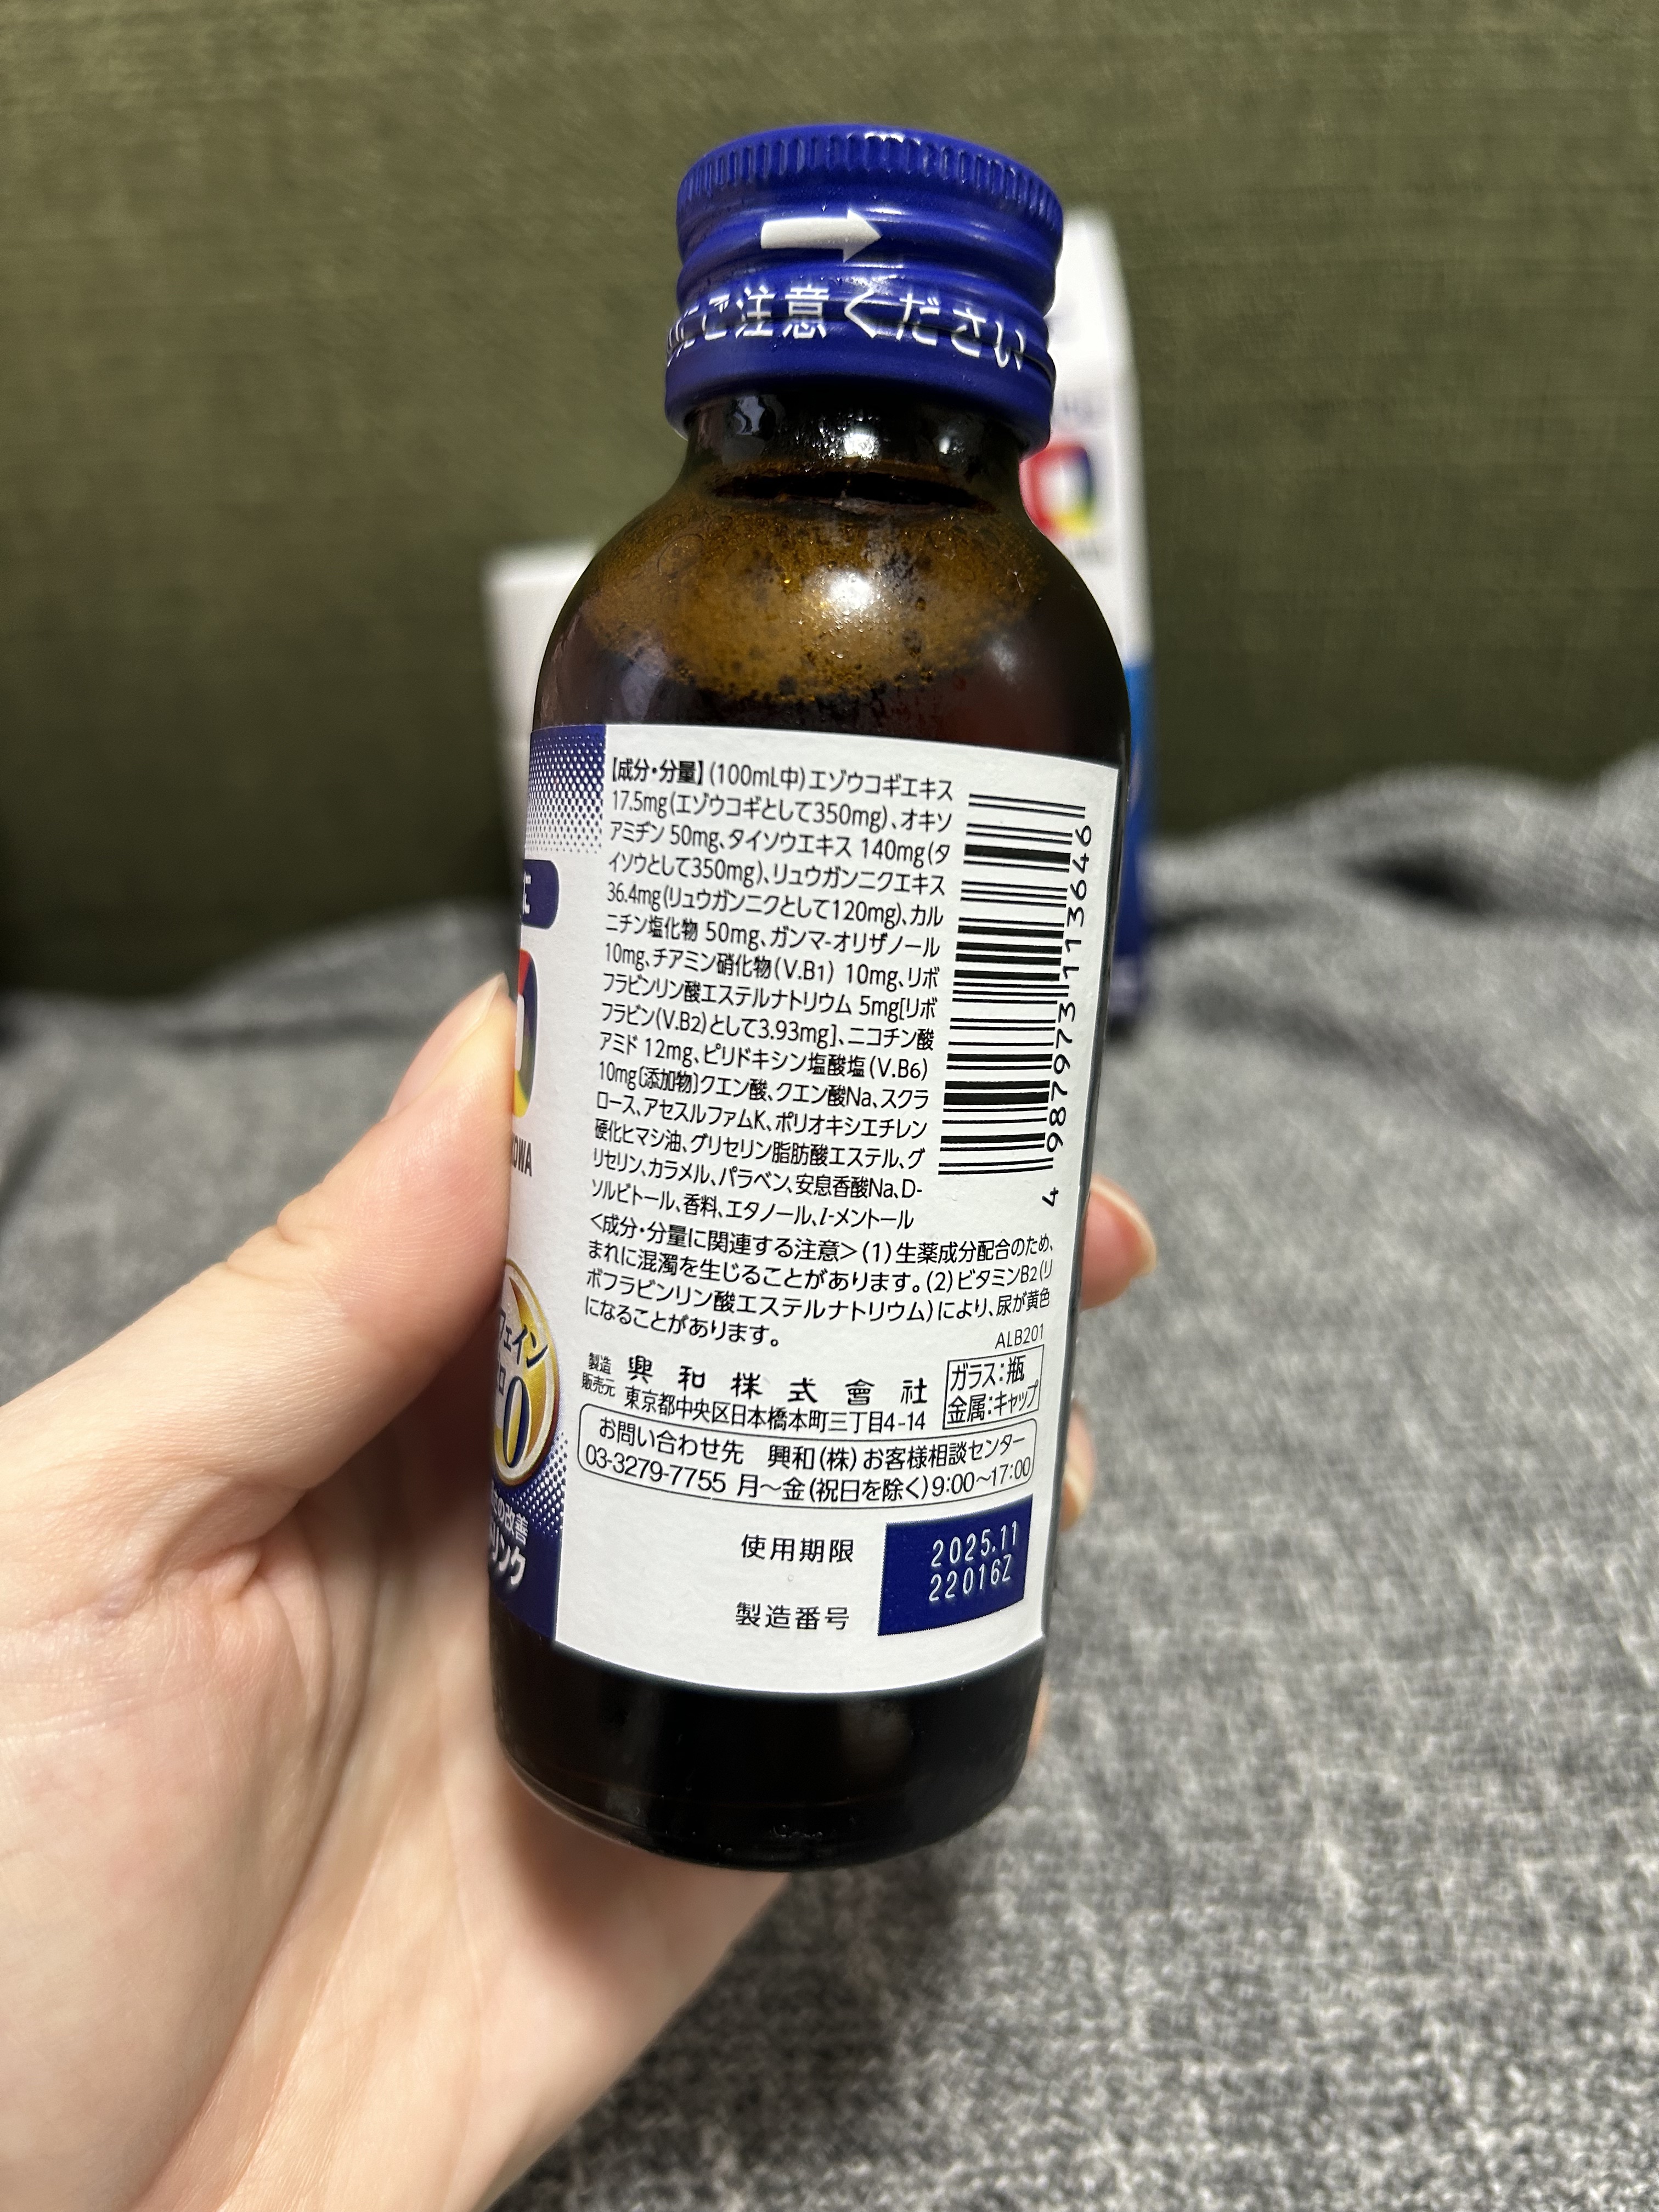 にご注意ください
【成分・分量】(100mL中)エゾウコギエキス
17.5mg(エゾウコギとして350mg)、オキソ
アミヂン 50mg、タイソウエキス 140mg(タ
イソウとして350mg)、リュウガンニクエキス
36.4mg(リュウガンニクとして120mg)、カル
ニチン塩化物 50mg、ガンマ-オリザノール
10mg、チアミン硝化物(V.B1) 10mg、リボ
フラビンリン酸エステルナトリウム 5mg[リボ
フラビン(V.B2)として3.93mg]、ニコチン酸
アミド 12mg、ピリドキシン塩酸塩(V.B6)
10mg〔添加物〕クエン酸、クエン酸Na、スクラ
ロース、アセスルファムK、ポリオキシエチレン
硬化ヒマシ油、グリセリン脂肪酸エステル、グ
リセリン、カラメル、パラベン、安息香酸Na、D-
ソルビトール、香料、エタノール、l-メントール
<成分・分量に関連する注意>(1)生薬成分配合のため、
まれに混濁を生じることがあります。(2)ビタミンB2(リ
ボフラビンリン酸エステルナトリウム)により、尿が黄色
になることがあります。
ALB201
製造
販売元
興和株式會社
東京都中央区日本橋本町三丁目4-14
ガラス:瓶
金属:キャップ
お問い合わせ先 興和(株)お客様相談センター
03-3279-7755 月〜金(祝日を除く)9:00〜17:00
使用期限
2025.11
22016Z
製造番号
4 987973 113646
に
OWA
フェイン
ロ
0
の改善
リンク